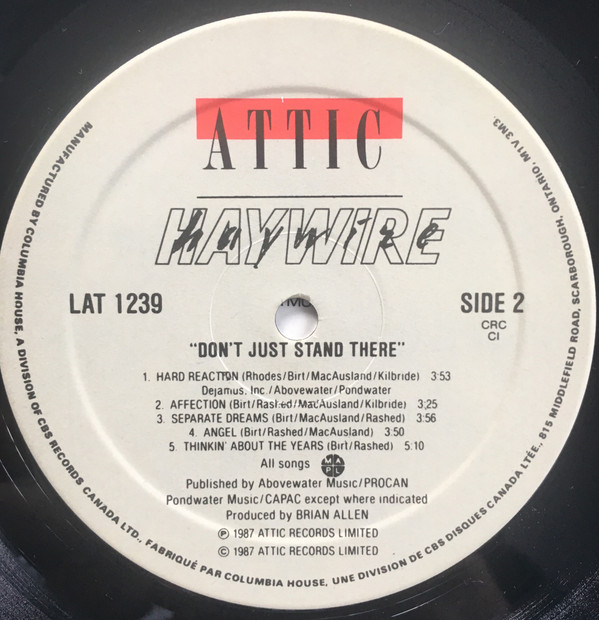 ATTIC
HAYWIRE
haywire
LAT 1239
SIDE 2
CRC
CI
"DON'T JUST STAND THERE"
1. HARD REACTION (Rhodes/Birt/MacAusland/Kilbride) 3:53
Dejamus, Inc./Abovewater/Pondwater
2. AFFECTION (Birt/Rashed/MacAusland/Kilbride) 3:25
3. SEPARATE DREAMS (Birt/MacAusland/Rashed) 3:56
4. ANGEL (Birt/Rashed/MacAusland) 3:50
5. THINKIN' ABOUT THE YEARS (Birt/Rashed) 5:10
All songs MAPL
Published by Abovewater Music/PROCAN
Pondwater Music/CAPAC except where indicated
Produced by BRIAN ALLEN
Ⓟ 1987 ATTIC RECORDS LIMITED
© 1987 ATTIC RECORDS LIMITED
MANUFACTURED BY COLUMBIA HOUSE, A DIVISION OF CBS RECORDS CANADA LTD., FABRIQUÉ PAR COLUMBIA HOUSE, UNE DIVISION DE CBS DISQUES CANADA LTÉE., 815 MIDDLEFIELD ROAD, SCARBOROUGH, ONTARIO, M1V 3M3.